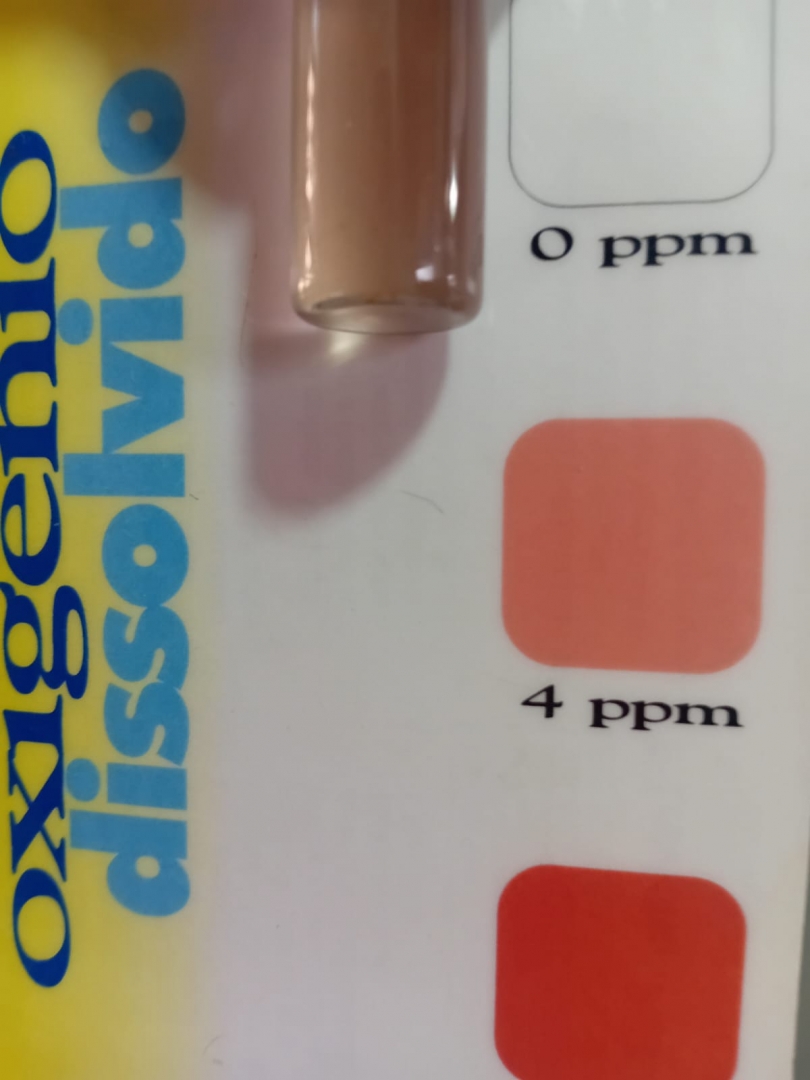 oxigenio
dissolvido
0 ppm
4 ppm